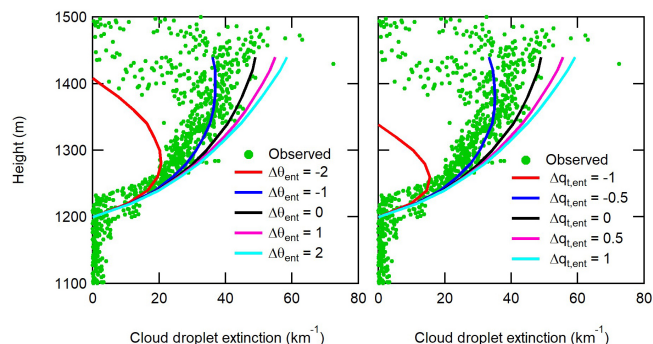 1500
1400
1300
1200
1100
Height (m)
Observed
Δθent = -2
Δθent = -1
Δθent = 0
Δθent = 1
Δθent = 2
0 20 40 60 80
Cloud droplet extinction (km-1)
Observed
Δqt,ent = -1
Δqt,ent = -0.5
Δqt,ent = 0
Δqt,ent = 0.5
Δqt,ent = 1
0 20 40 60 80
Cloud droplet extinction (km-1)